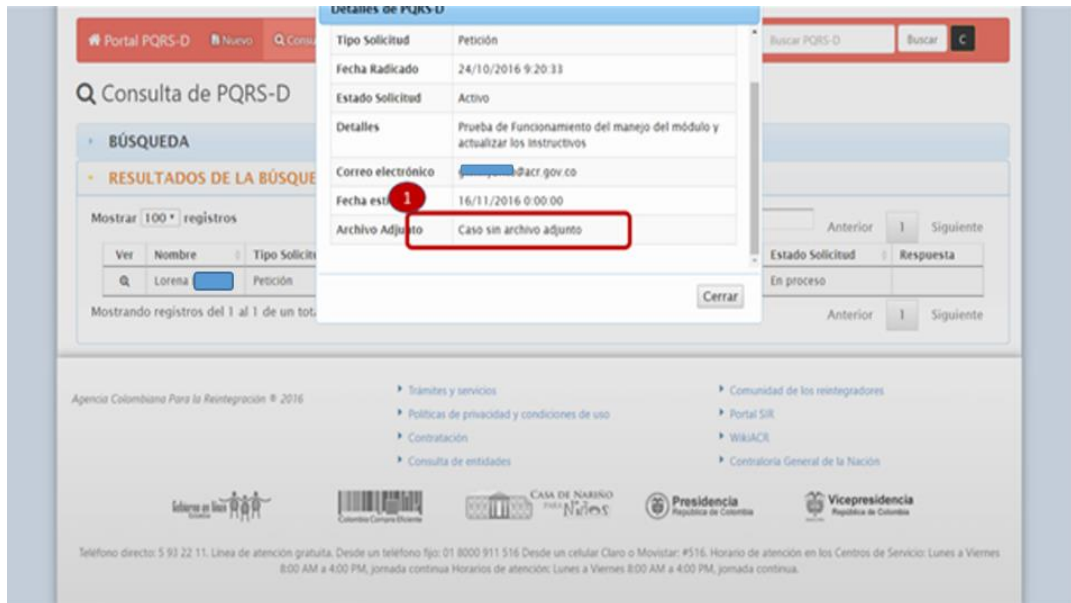 Detalles de PQRS-D
Portal PQRS-D Nuevo Consu Buscar PQRS-D Buscar C
Tipo Solicitud Petición
Fecha Radicado 24/10/2016 9:20:33
Consulta de PQRS-D
Estado Solicitud Activo
Detalles Prueba de Funcionamiento del manejo del módulo y
actualizar los Instructivos
BÚSQUEDA
Correo electrónico @acr.gov.co
RESULTADOS DE LA BÚSQUE
Fecha esti 1 16/11/2016 0:00:00
Mostrar 100 registros
Archivo Adjunto Caso sin archivo adjunto
Anterior 1 Siguiente
Ver Nombre Tipo Solicitu Estado Solicitud Respuesta
Lorena Petición En proceso
Cerrar
Mostrando registros del 1 al 1 de un tot Anterior 1 Siguiente
Agencia Colombiana Para la Reintegración ® 2016
Trámites y servicios
Políticas de privacidad y condiciones de uso
Contratación
Consulta de entidades
Comunidad de los reintegradores
Portal SIR
WikiACR
Contraloría General de la Nación
Gobierno en línea
Colombia Compra Eficiente
CASA DE NARIÑO
PARA Niños
Presidencia
República de Colombia
Vicepresidencia
República de Colombia
Teléfono directo: 5 93 22 11. Línea de atención gratuita. Desde un teléfono fijo: 01 8000 911 516 Desde un celular Claro o Movistar: #516. Horario de atención en los Centros de Servicio: Lunes a Viernes
8:00 AM a 4:00 PM, jornada continua Horarios de atención: Lunes a Viernes 8:00 AM a 4:00 PM, jornada continua.